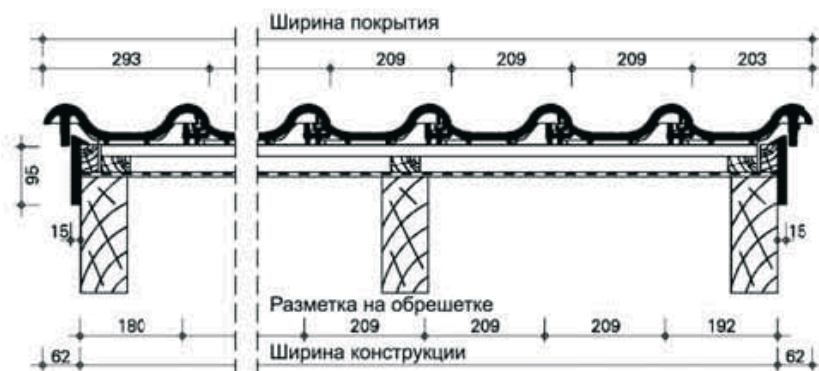 Ширина покрытия
293 209 209 209 203
95
15 15
Разметка на обрешетке
180 209 209 209 192
Ширина конструкции
62 62